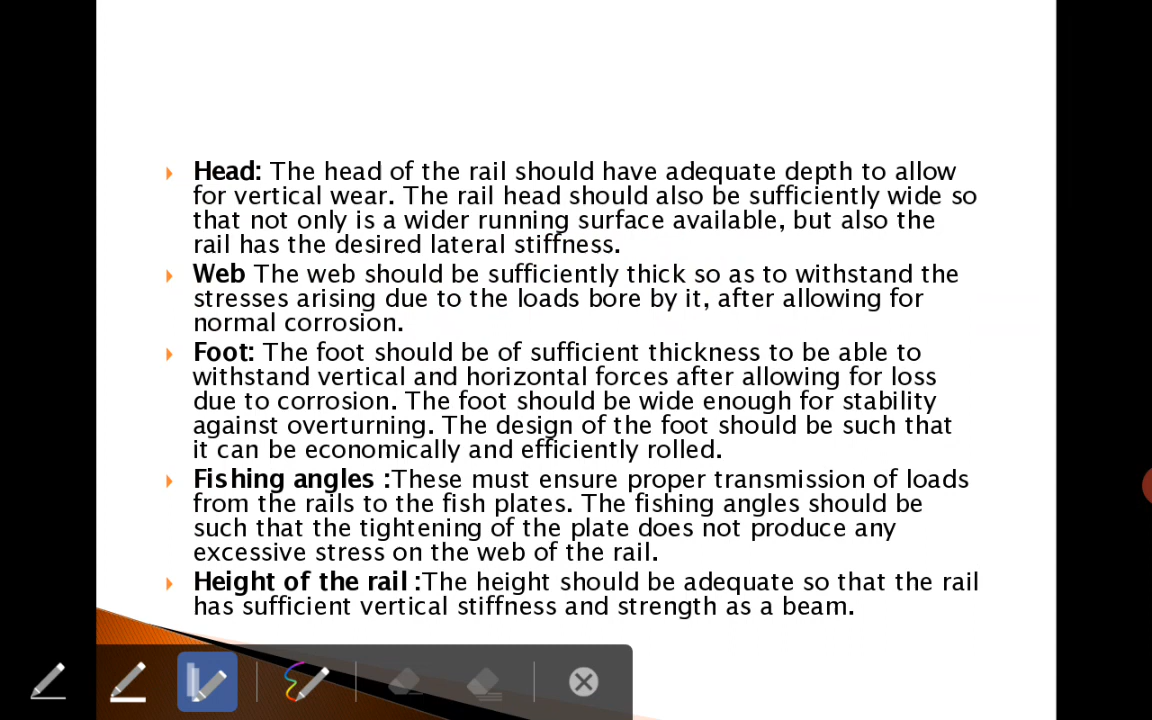 Head: The head of the rail should have adequate depth to allow
for vertical wear. The rail head should also be sufficiently wide so
that not only is a wider running surface available, but also the
rail has the desired lateral stiffness.
Web The web should be sufficiently thick so as to withstand the
stresses arising due to the loads bore by it, after allowing for
normal corrosion.
Foot: The foot should be of sufficient thickness to be able to
withstand vertical and horizontal forces after allowing for loss
due to corrosion. The foot should be wide enough for stability
against overturning. The design of the foot should be such that
it can be economically and efficiently rolled.
Fishing angles :These must ensure proper transmission of loads
from the rails to the fish plates. The fishing angles should be
such that the tightening of the plate does not produce any
excessive stress on the web of the rail.
Height of the rail :The height should be adequate so that the rail
has sufficient vertical stiffness and strength as a beam.